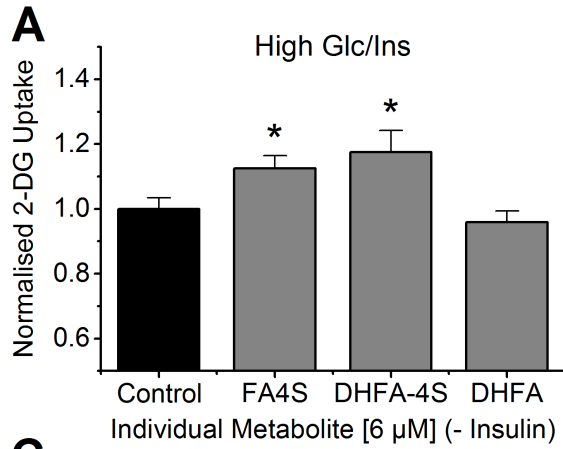 A
High Glc/Ins
Normalised 2-DG Uptake
1.4
1.2
1.0
0.8
0.6
* *
Control FA4S DHFA-4S DHFA
Individual Metabolite [6 µM] (- Insulin)